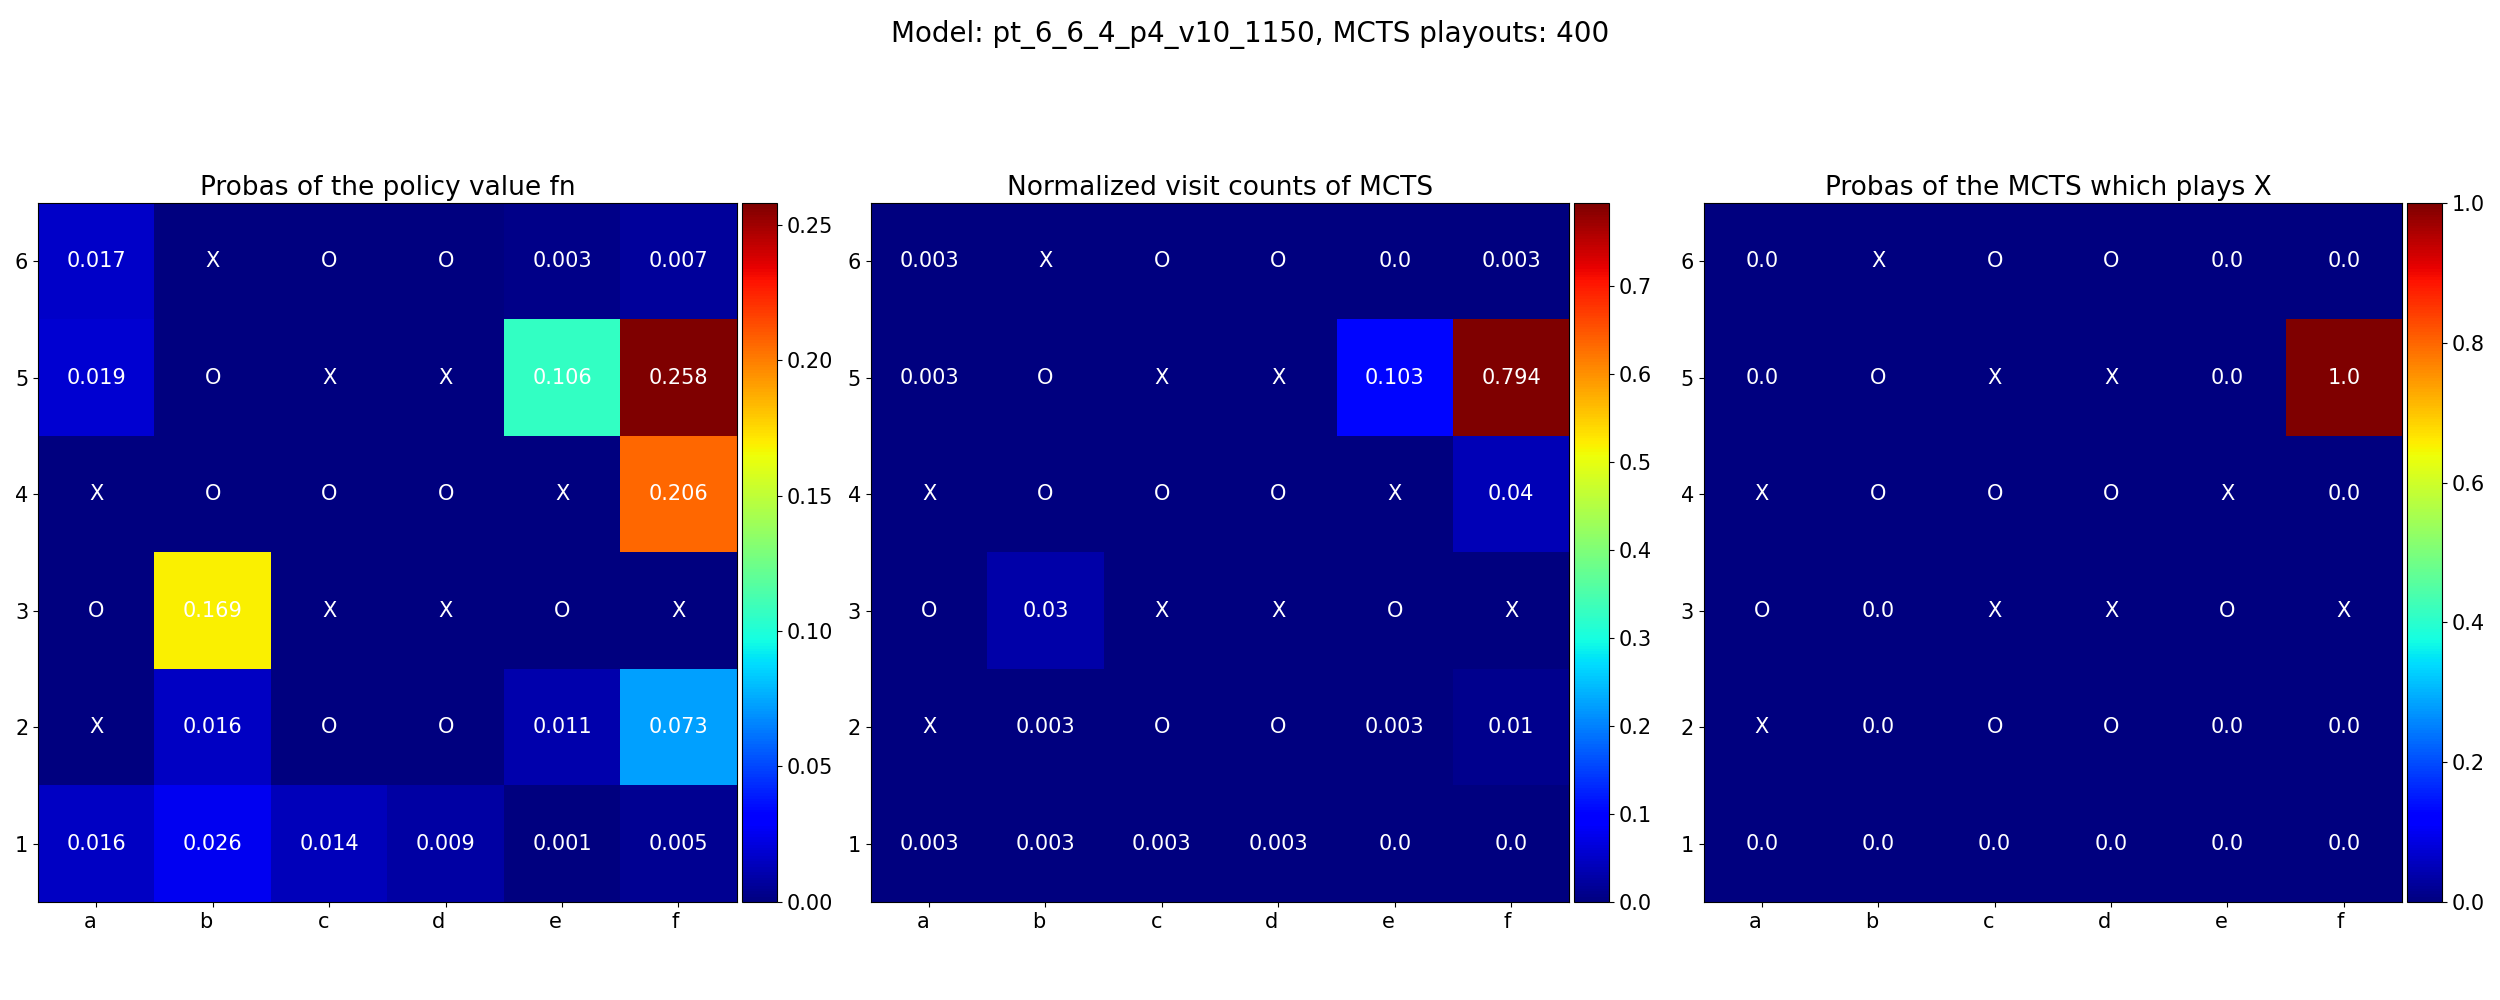 Model: pt_6_6_4_p4_v10_1150, MCTS playouts: 400
Probas of the policy value fn
6 0.017 X O O 0.003 0.007
5 0.019 O X X 0.106 0.258
4 X O O O X 0.206
3 O 0.169 X X O X
2 X 0.016 O O 0.011 0.073
1 0.016 0.026 0.014 0.009 0.001 0.005
a b c d e f
0.25
0.20
0.15
0.10
0.05
0.00
Normalized visit counts of MCTS
6 0.003 X O O 0.0 0.003
5 0.003 O X X 0.103 0.794
4 X O O O X 0.04
3 O 0.03 X X O X
2 X 0.003 O O 0.003 0.01
1 0.003 0.003 0.003 0.003 0.0 0.0
a b c d e f
0.7
0.6
0.5
0.4
0.3
0.2
0.1
0.0
Probas of the MCTS which plays X
6 0.0 X O O 0.0 0.0
5 0.0 O X X 0.0 1.0
4 X O O O X 0.0
3 O 0.0 X X O X
2 X 0.0 O O 0.0 0.0
1 0.0 0.0 0.0 0.0 0.0 0.0
a b c d e f
1.0
0.8
0.6
0.4
0.2
0.0